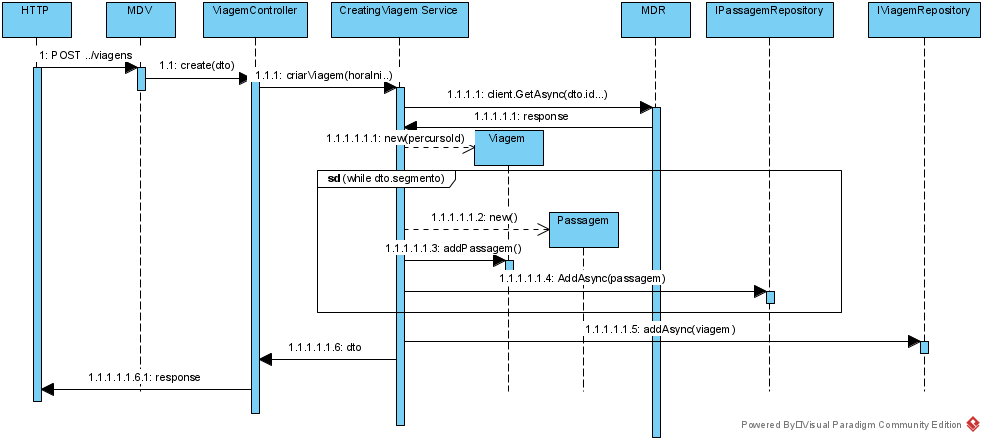 HTTP
MDV
ViagemController
CreatingViagem Service
MDR
IPassagemRepository
IViagemRepository
1: POST ../viagens
1.1: create(dto)
1.1.1: criarViagem(horaIni..)
1.1.1.1: client.GetAsync(dto.id...)
1.1.1.1.1: response
1.1.1.1.1.1: new(percursoId)
Viagem
sd (while dto.segmento)
1.1.1.1.1.2: new()
Passagem
1.1.1.1.1.3: addPassagem()
1.1.1.1.1.4: AddAsync(passagem)
1.1.1.1.1.5: addAsync(viagem)
1.1.1.1.1.6: dto
1.1.1.1.1.6.1: response
Powered By Visual Paradigm Community Edition